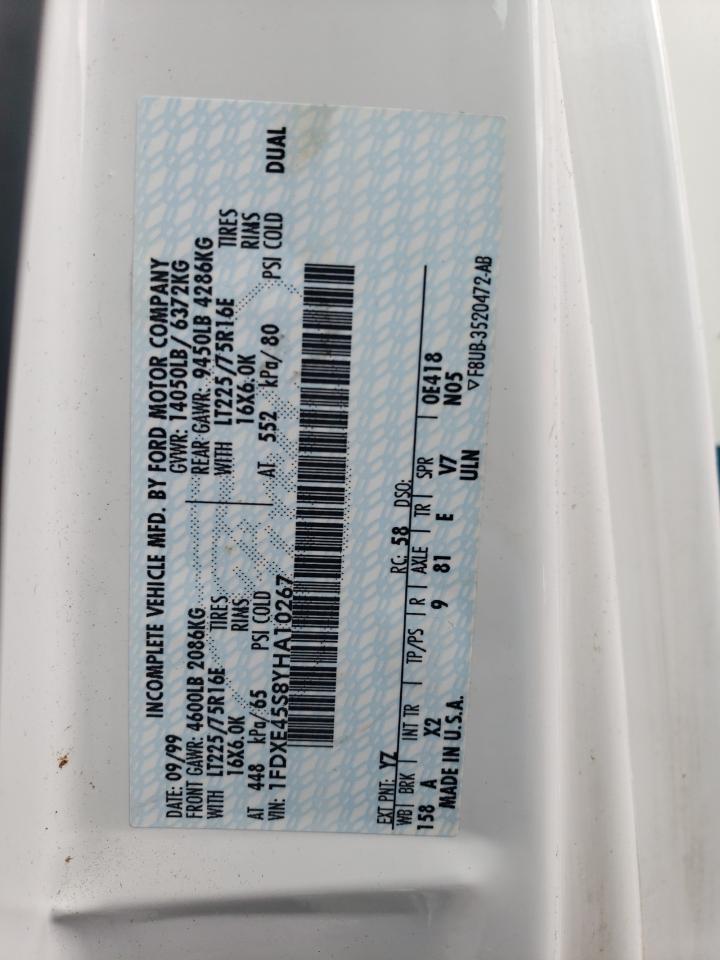 INCOMPLETE VEHICLE MFD. BY FORD MOTOR COMPANY
DATE: 09/99 GVWR: 14050LB/ 6372KG
FRONT GAWR: 4600LB 2086KG REAR GAWR: 9450LB 4286KG
WITH LT225/75R16E TIRES WITH LT225/75R16E TIRES
16X6.0K RIMS 16X6.0K RIMS
AT 448 kPa/65 PSI COLD AT 552 kPa/80 PSI COLD DUAL
VIN: 1FDXE45S8YHA10267
EXT PNT: YZ RC: 58 DSO:
WB BRK INT TR TP/PS R AXLE TR SPR 0E418
158 A X2 9 81 E V7 N05
MADE IN U.S.A. ULN
▽F8UB-3520472-AB